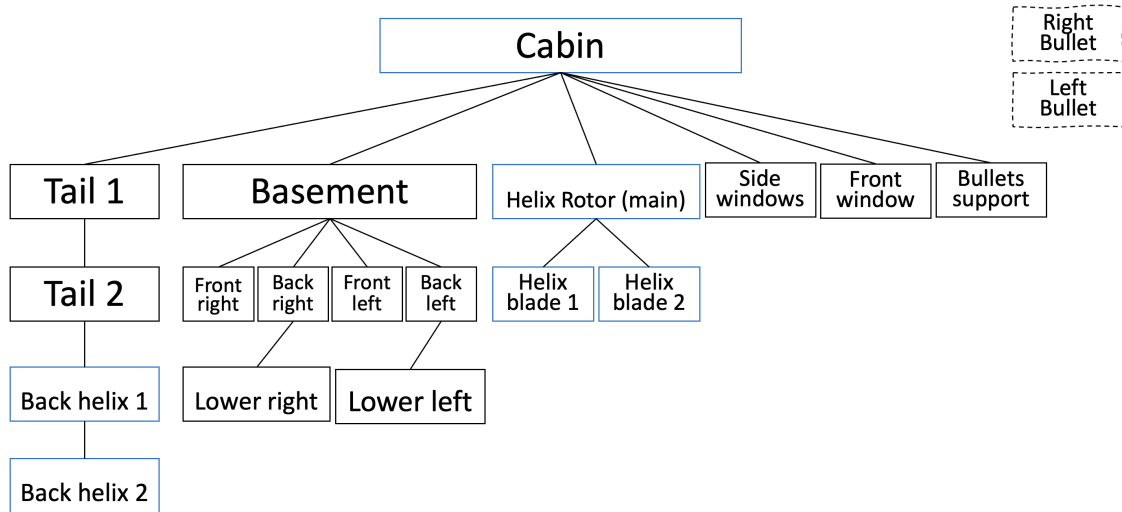 Cabin
Right
Bullet
Left
Bullet
Tail 1
Basement
Helix Rotor (main)
Side
windows
Front
window
Bullets
support
Tail 2
Front
right
Back
right
Front
left
Back
left
Helix
blade 1
Helix
blade 2
Back helix 1
Lower right
Lower left
Back helix 2